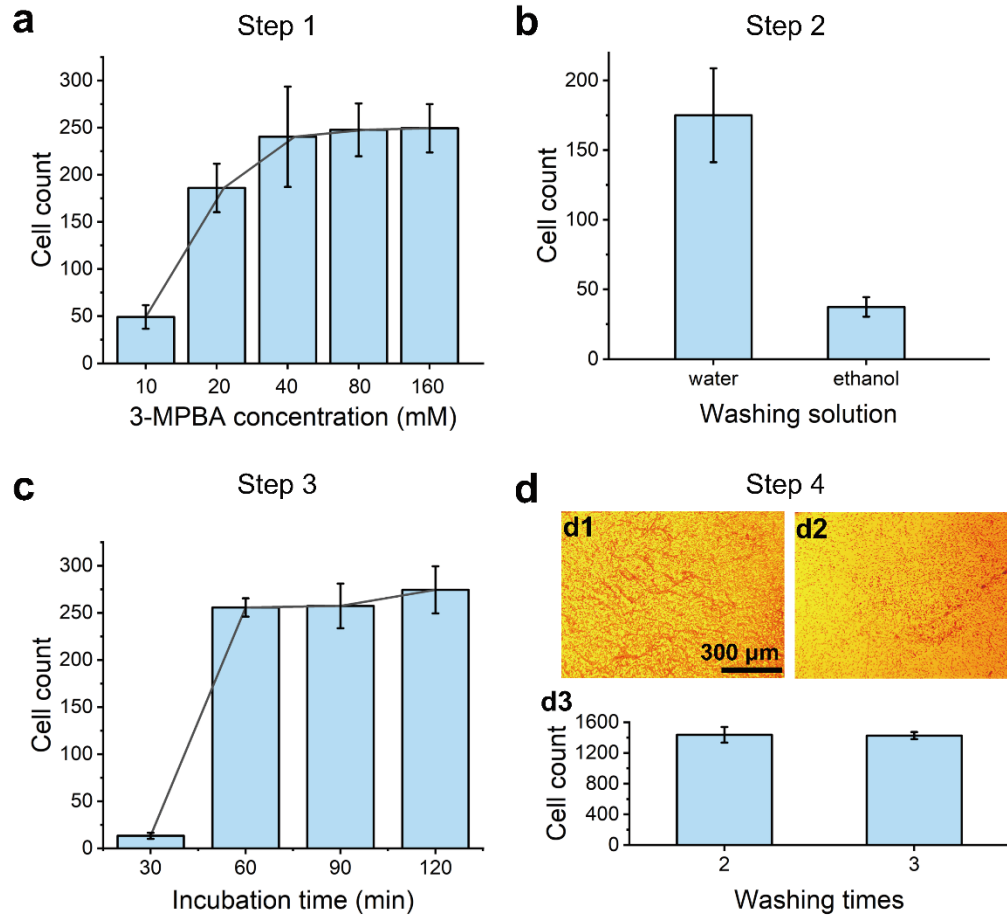 a
Step 1
Cell count
300
250
200
150
100
50
0
10 20 40 80 160
3-MPBA concentration (mM)
b
Step 2
Cell count
200
150
100
50
0
water ethanol
Washing solution
c
Step 3
Cell count
300
250
200
150
100
50
0
30 60 90 120
Incubation time (min)
d
Step 4
d1
300 µm
d2
d3
Cell count
1600
1200
800
400
0
2 3
Washing times